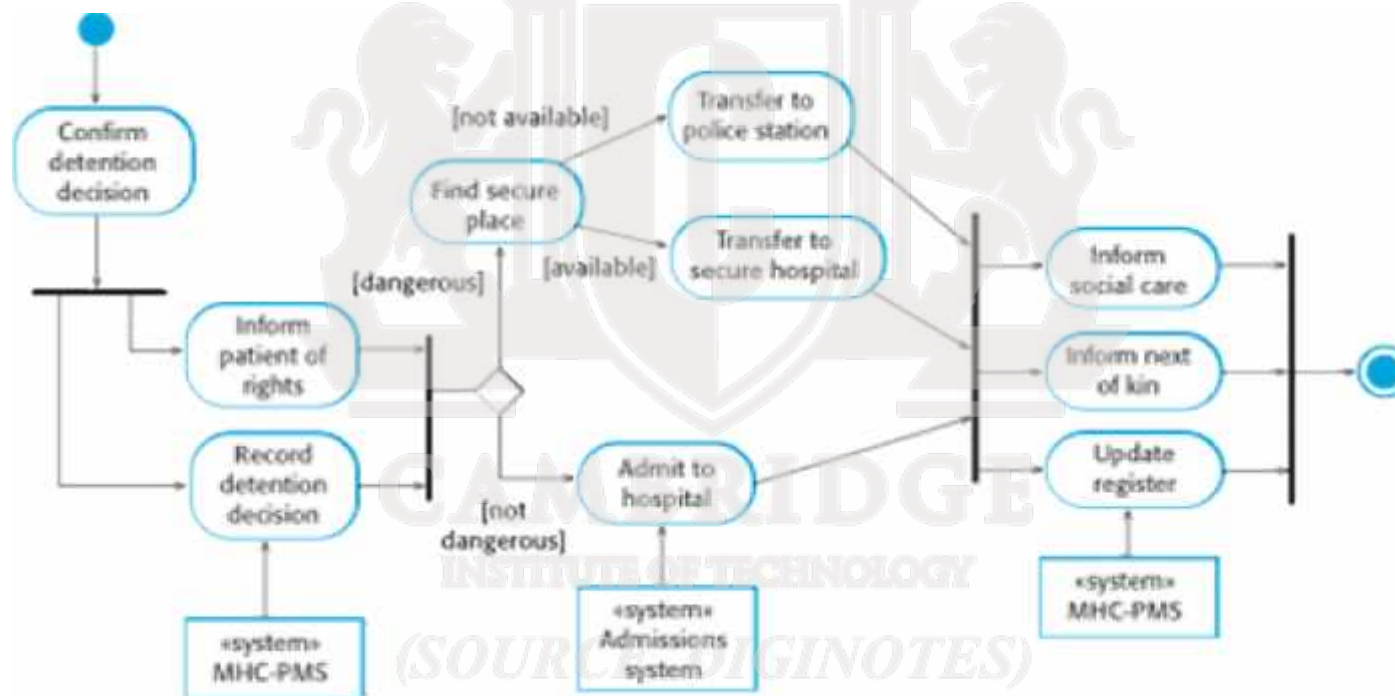 Confirm
detention
decision
Inform
patient of
rights
Record
detention
decision
«system»
MHC-PMS
[dangerous]
[not
dangerous]
Find secure
place
[not available]
[available]
Transfer to
police station
Transfer to
secure hospital
Admit to
hospital
«system»
Admissions
system
Inform
social care
Inform next
of kin
Update
register
«system»
MHC-PMS
CAMBRIDGE
INSTITUTE OF TECHNOLOGY
(SOURCE DIGINOTES)